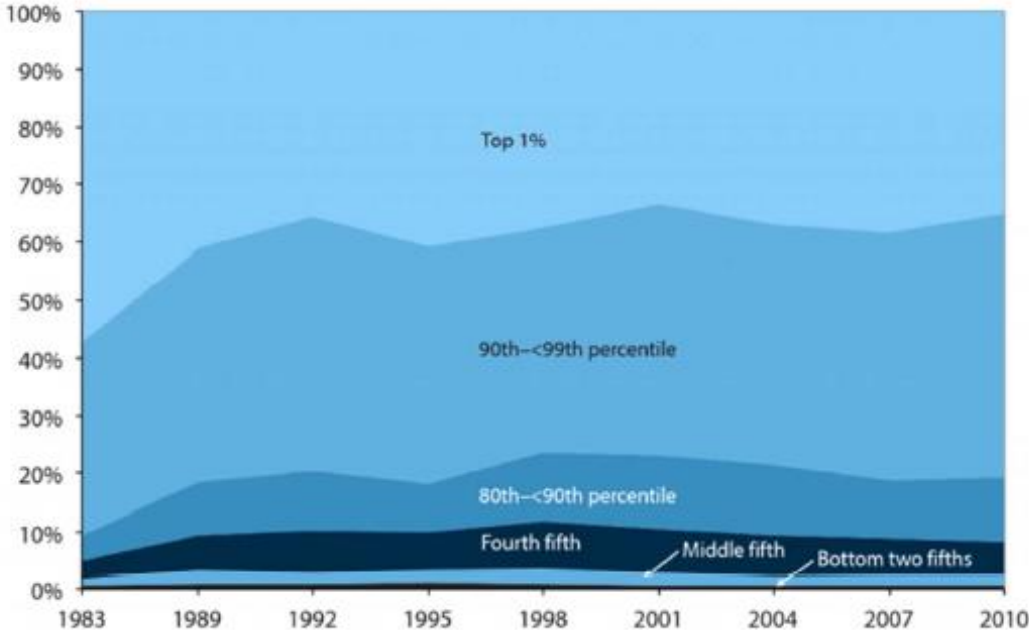 100%
90%
80%
70%
60%
50%
40%
30%
20%
10%
0%
Top 1%
90th–<99th percentile
80th–<90th percentile
Fourth fifth
Middle fifth
Bottom two fifths
1983 1989 1992 1995 1998 2001 2004 2007 2010